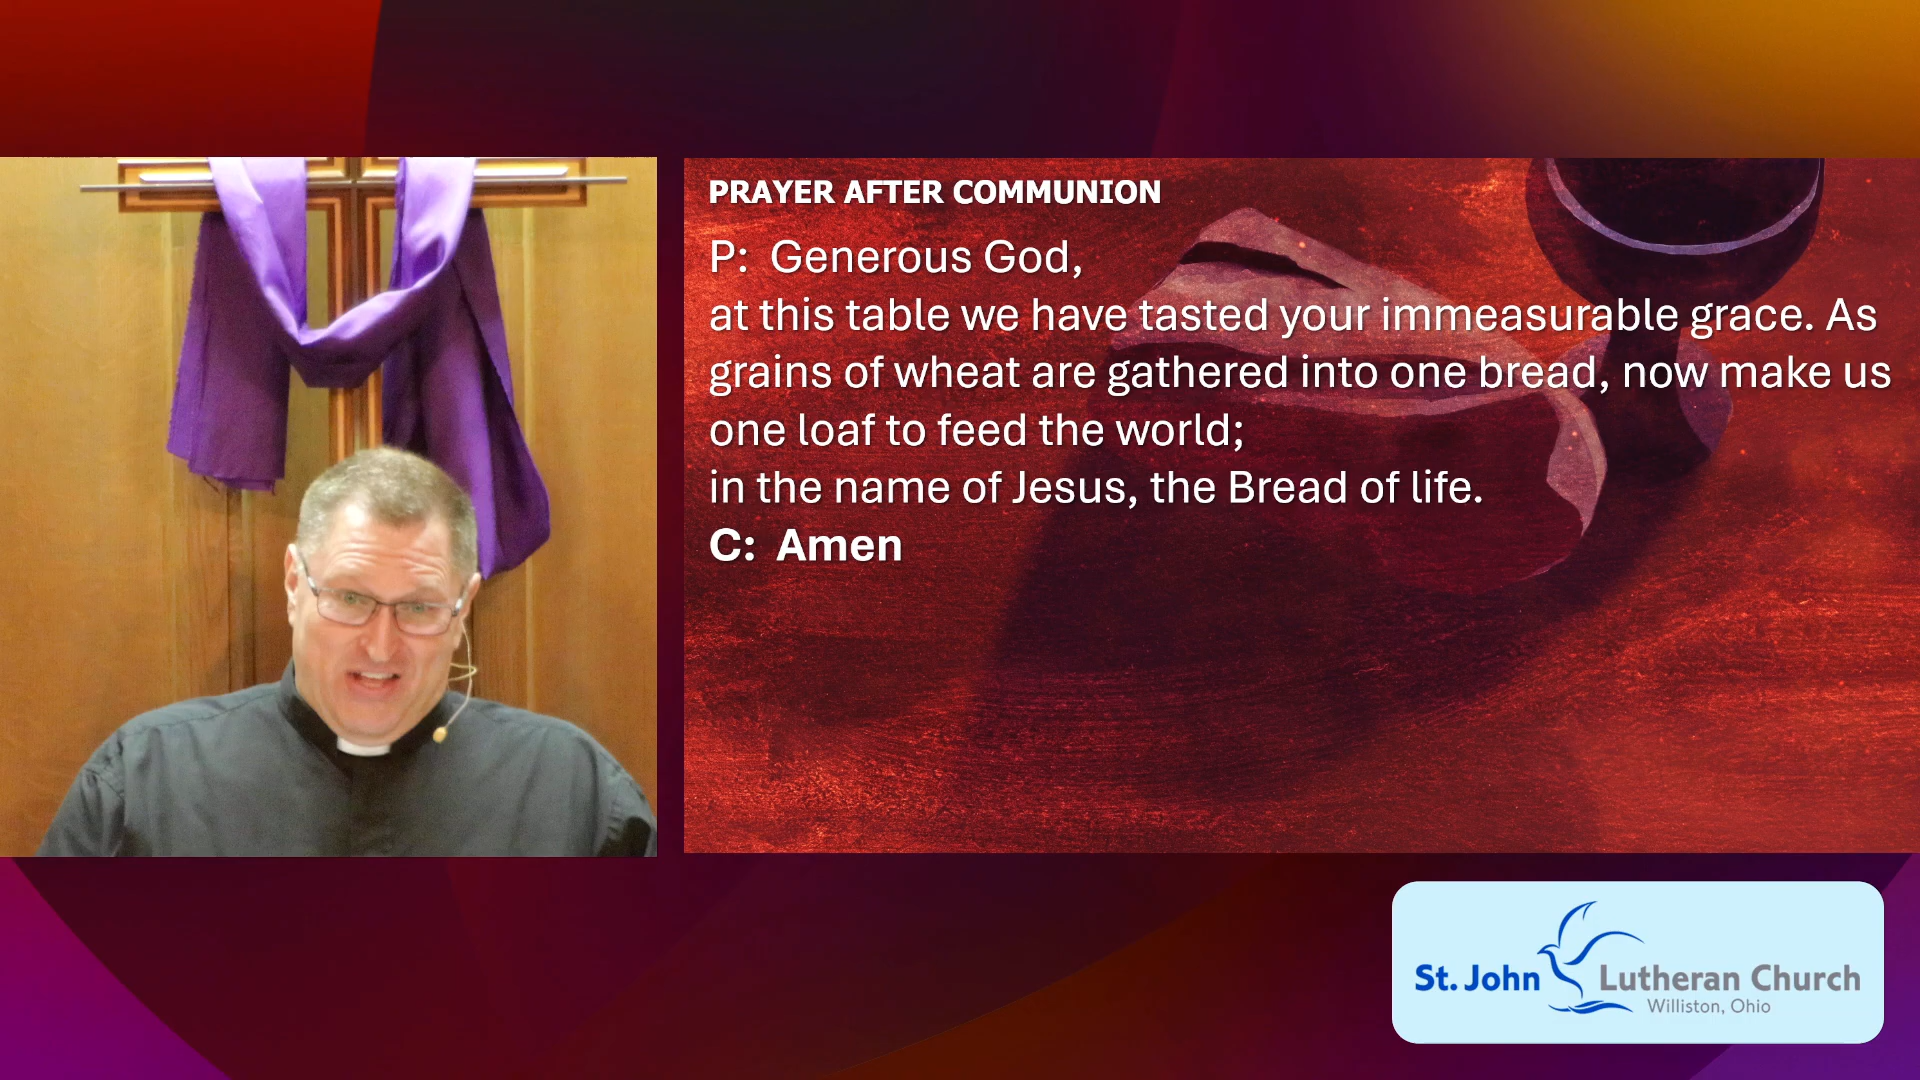 PRAYER AFTER COMMUNION
P: Generous God,
at this table we have tasted your immeasurable grace. As
grains of wheat are gathered into one bread, now make us
one loaf to feed the world;
in the name of Jesus, the Bread of life.
C: Amen
St. John Lutheran Church
Williston, Ohio